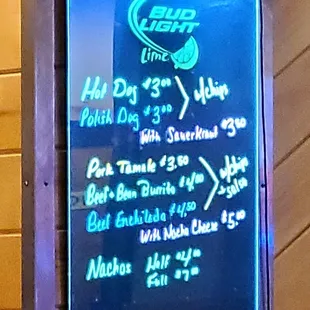 BUD
LIGHT
Lime
Hot Dog $3.00
Polish Dog $3.00
w/chips
With Sauerkraut $3.50
Pork Tamale $3.50
Beef + Bean Burrito $4.00
Beef Enchilada $4.50
w/chips
+ salsa
With Nacho Cheese $5.00
Nachos Half $4.00
Full $7.00